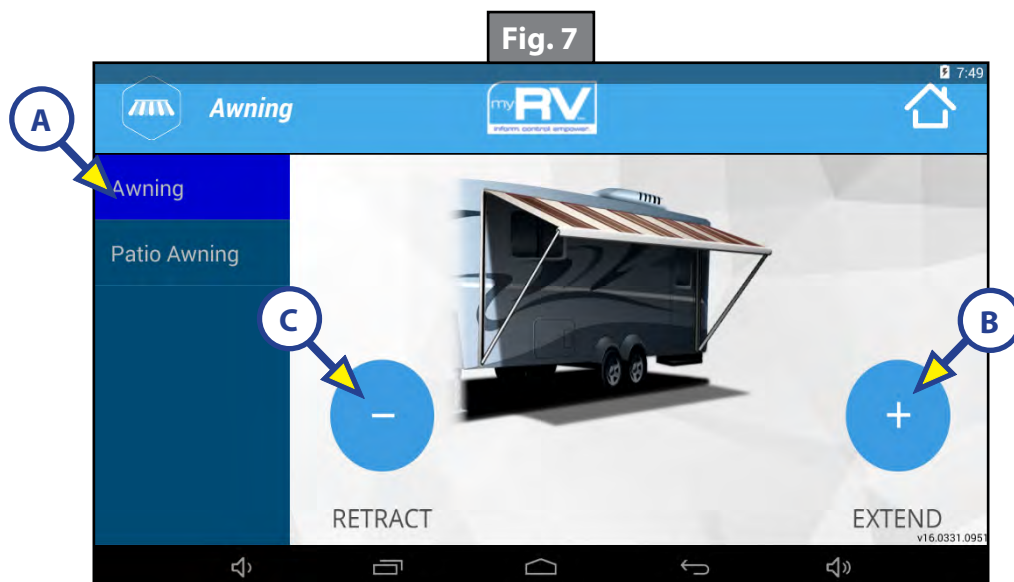 Fig. 7
7:49
Awning
myRV
inform. control. empower.
A
Awning
Patio Awning
C
B
−
+
RETRACT
EXTEND
v16.0331.0951